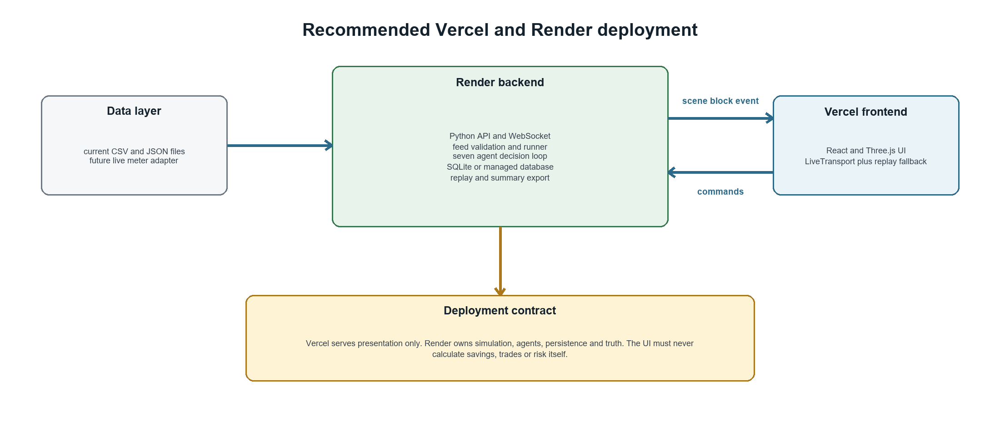 Recommended Vercel and Render deployment
Data layer
current CSV and JSON files
future live meter adapter
Render backend
Python API and WebSocket
feed validation and runner
seven agent decision loop
SQLite or managed database
replay and summary export
scene block event
commands
Vercel frontend
React and Three.js UI
LiveTransport plus replay fallback
Deployment contract
Vercel serves presentation only. Render owns simulation, agents, persistence and truth. The UI must never
calculate savings, trades or risk itself.